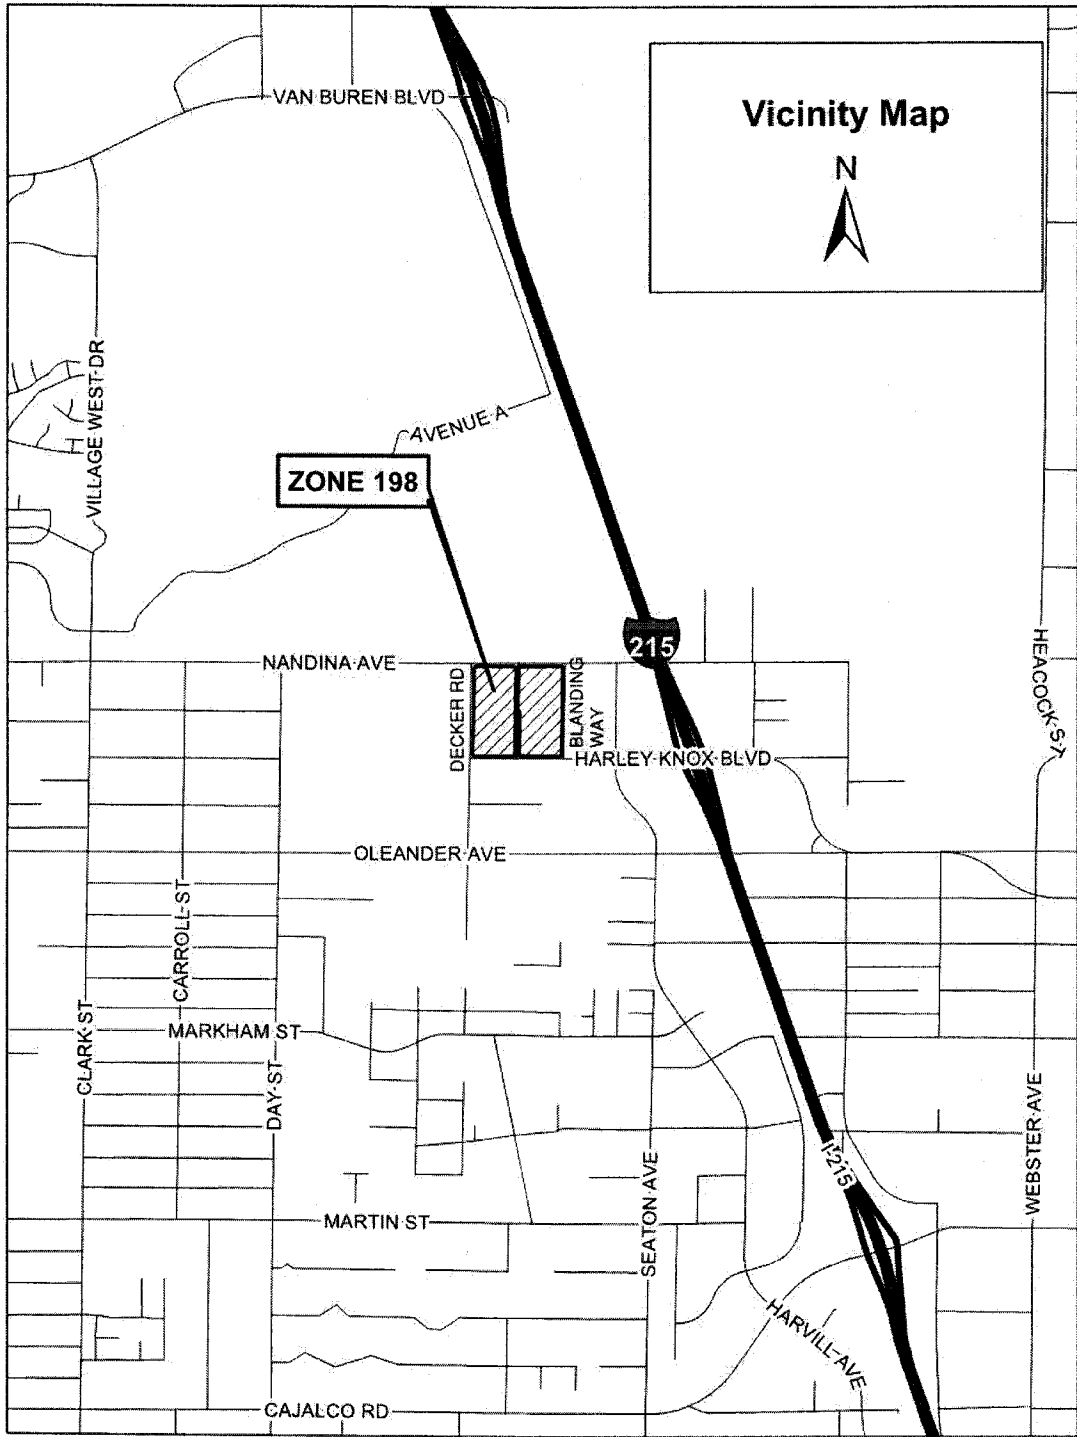 VAN BUREN BLVD
Vicinity Map
N
VILLAGE WEST DR
AVENUE A
ZONE 198
215
NANDINA AVE
DECKER RD
BLANDING
WAY
HEACOCK ST
HARLEY KNOX BLVD
OLEANDER AVE
CARROLL ST
CLARK ST
MARKHAM ST
DAY ST
WEBSTER AVE
I-215
SEATON AVE
MARTIN ST
HARVILL AVE
CAJALCO RD